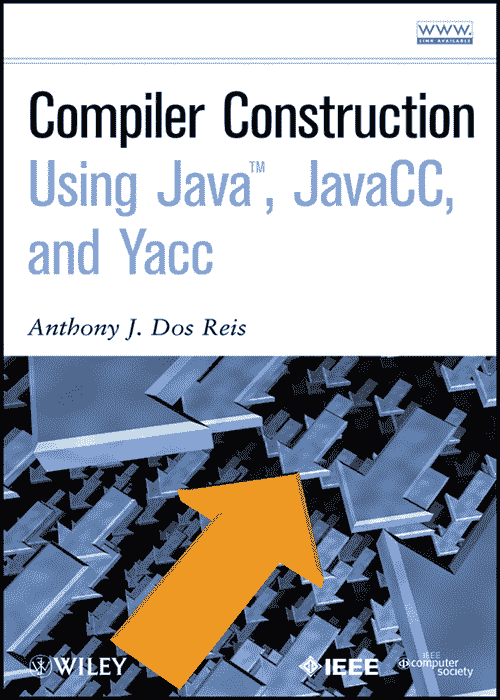 WWW.
LINK AVAILABLE
Compiler Construction
Using Java™, JavaCC,
and Yacc
Anthony J. Dos Reis
WILEY
IEEE
IEEE
computer
society